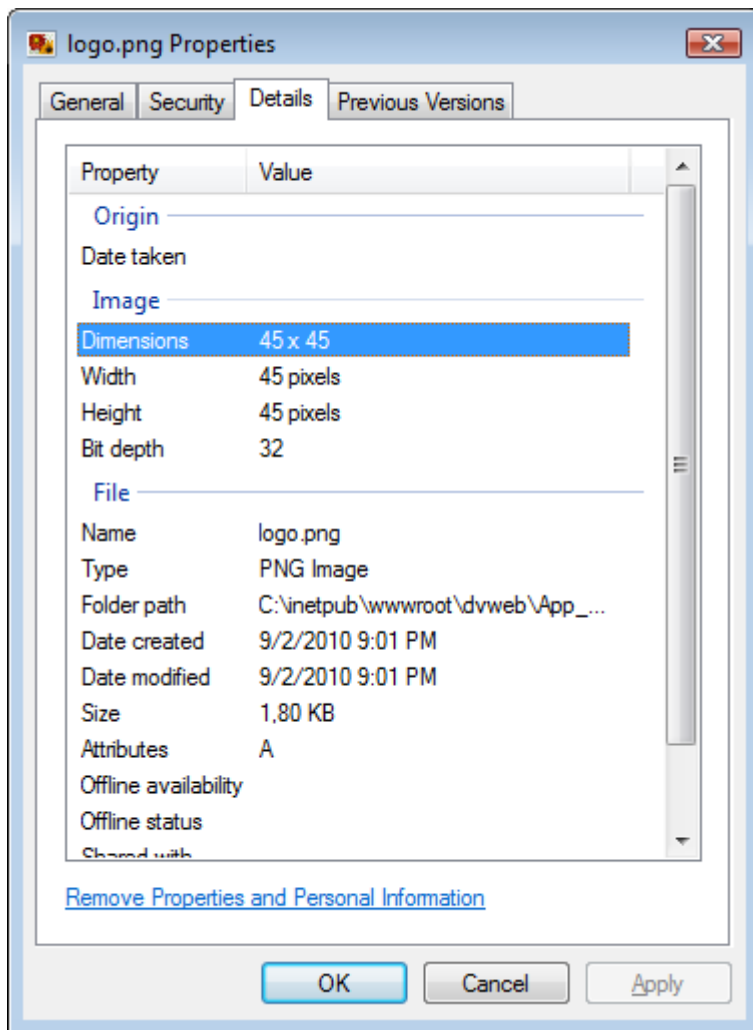 logo.png Properties
General Security Details Previous Versions
Property Value
Origin
Date taken
Image
Dimensions 45 x 45
Width 45 pixels
Height 45 pixels
Bit depth 32
File
Name logo.png
Type PNG Image
Folder path C:\inetpub\wwwroot\dvweb\App_...
Date created 9/2/2010 9:01 PM
Date modified 9/2/2010 9:01 PM
Size 1,80 KB
Attributes A
Offline availability
Offline status
Shared with
Remove Properties and Personal Information
OK Cancel Apply